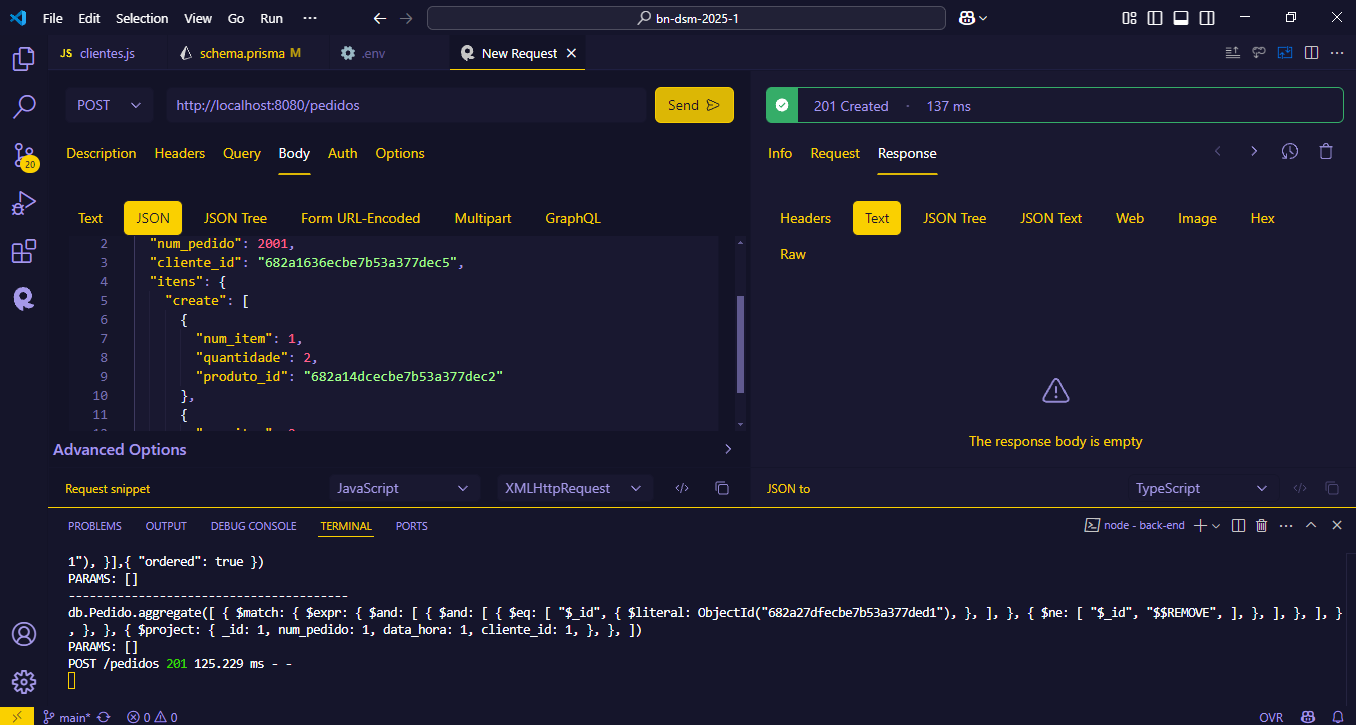 File Edit Selection View Go Run ··· bn-dsm-2025-1
JS clientes.js schema.prisma M .env New Request
POST http://localhost:8080/pedidos Send 201 Created · 137 ms
Description Headers Query Body Auth Options Info Request Response
20
Text JSON JSON Tree Form URL-Encoded Multipart GraphQL
Headers Text JSON Tree JSON Text Web Image Hex
Raw
2 "num_pedido": 2001,
3 "cliente_id": "682a1636ecbe7b53a377dec5",
4 "itens": {
5 "create": [
6 {
7 "num_item": 1,
8 "quantidade": 2,
9 "produto_id": "682a14dcecbe7b53a377dec2"
10 },
11 {
The response body is empty
Advanced Options
Request snippet JavaScript XMLHttpRequest JSON to TypeScript
PROBLEMS OUTPUT DEBUG CONSOLE TERMINAL PORTS node - back-end
1"), }],{ "ordered": true })
PARAMS: []
----------------------------------------
db.Pedido.aggregate([ { $match: { $expr: { $and: [ { $and: [ { $eq: [ "$_id", { $literal: ObjectId("682a27dfecbe7b53a377ded1"), }, ], }, { $ne: [ "$_id", "$$REMOVE", ], }, ], }, ], }
, }, }, { $project: { _id: 1, num_pedido: 1, data_hora: 1, cliente_id: 1, }, }, ])
PARAMS: []
POST /pedidos 201 125.229 ms - -
main* 0 0 OVR